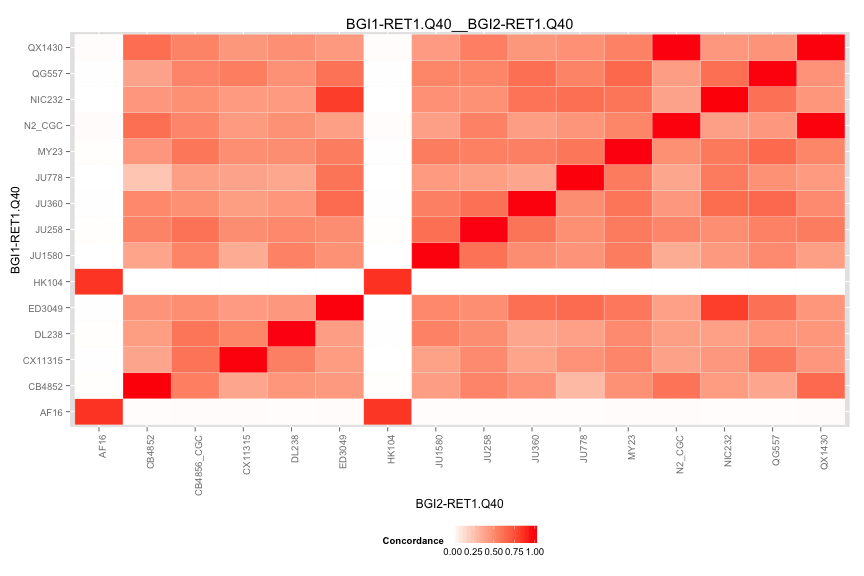 BGI1-RET1.Q40__BGI2-RET1.Q40
BGI1-RET1.Q40
QX1430
QG557
NIC232
N2_CGC
MY23
JU778
JU360
JU258
JU1580
HK104
ED3049
DL238
CX11315
CB4852
AF16
AF16
CB4852
CB4856_CGC
CX11315
DL238
ED3049
HK104
JU1580
JU258
JU360
JU778
MY23
N2_CGC
NIC232
QG557
QX1430
BGI2-RET1.Q40
Concordance
0.00 0.25 0.50 0.75 1.00